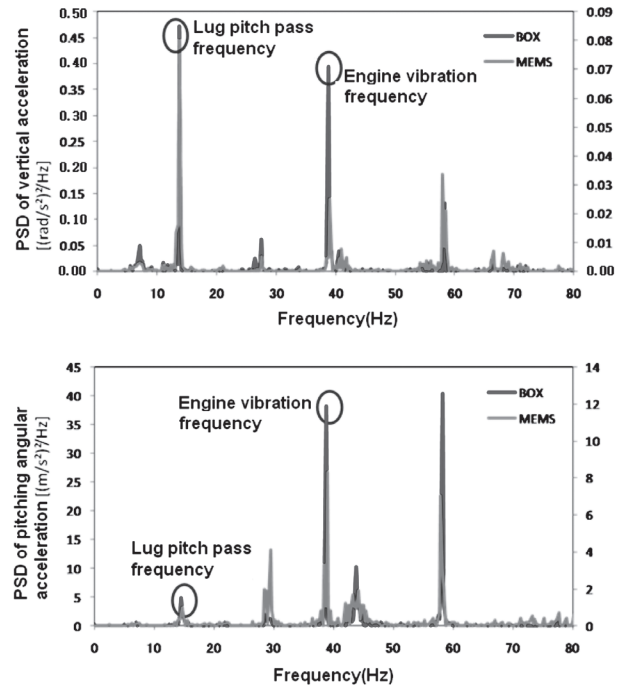 0.50
0.45
0.40
0.35
0.30
0.25
0.20
0.15
0.10
0.05
0.00
PSD of vertical acceleration
[(rad/s²)²/Hz]
Lug pitch pass
frequency
Engine vibration
frequency
BOX
MEMS
0.09
0.08
0.07
0.06
0.05
0.04
0.03
0.02
0.01
0.00
0 10 20 30 40 50 60 70 80
Frequency(Hz)
45
40
35
30
25
20
15
10
5
0
PSD of pitching angular
acceleration [(m/s²)²/Hz]
Engine vibration
frequency
Lug pitch pass
frequency
BOX
MEMS
14
12
10
8
6
4
2
0
0 10 20 30 40 50 60 70 80
Frequency(Hz)